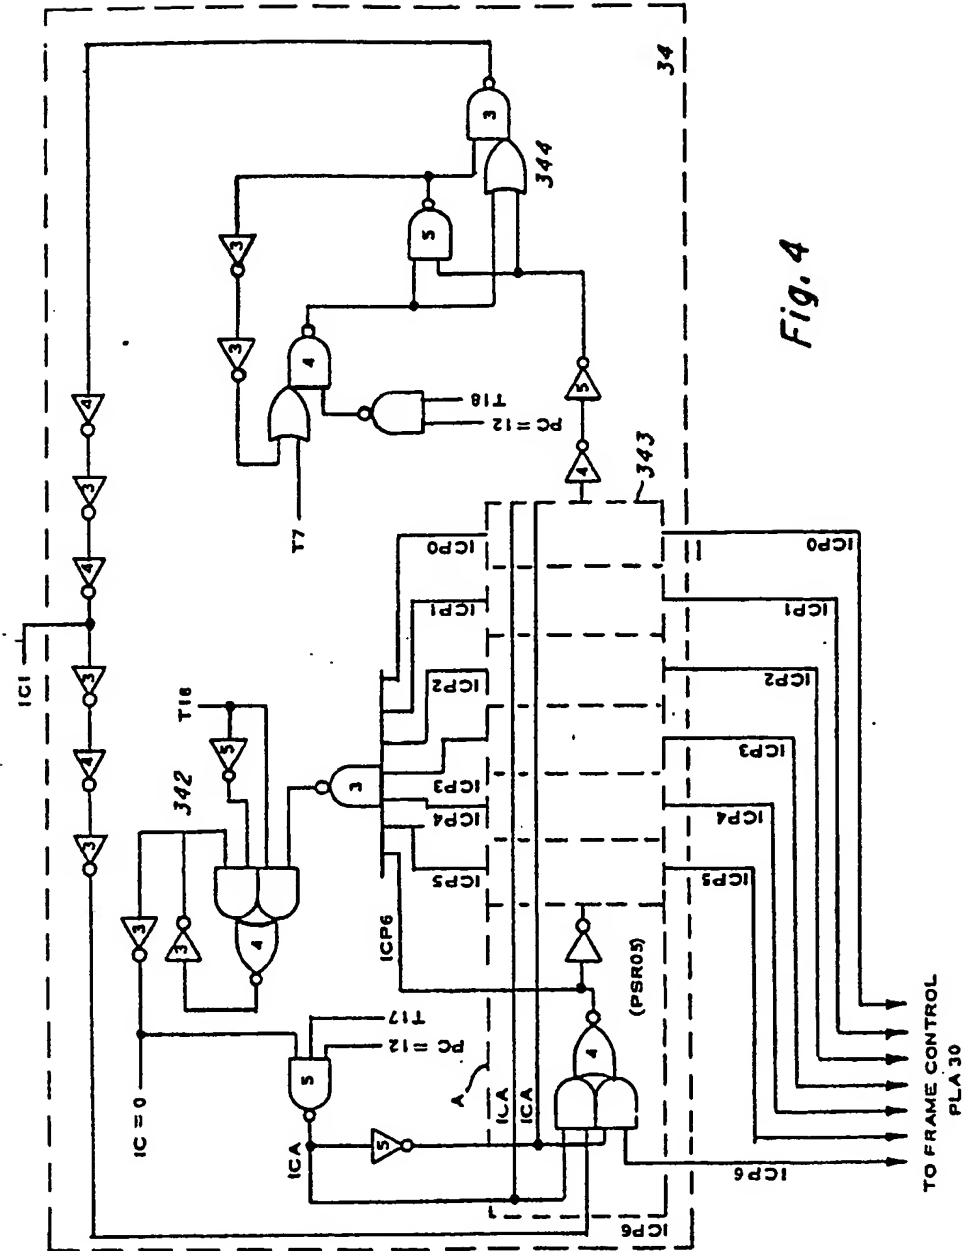 34
3
344
3
5
3
4
T18
PC=12
T7
4
5
343
4
3
4
IC1
3
4
3
T16
5
342
3
3
4
3
ICP0
ICP1
ICP2
ICP3
ICP4
ICP5
ICP6
IC=0
T17
PC=12
5
ICA
5
A
ICA
ICA
4
(PSR05)
ICP6
ICP0
ICP1
ICP2
ICP3
ICP4
ICP5
ICP6
TO FRAME CONTROL
PLA 30
Fig. 4